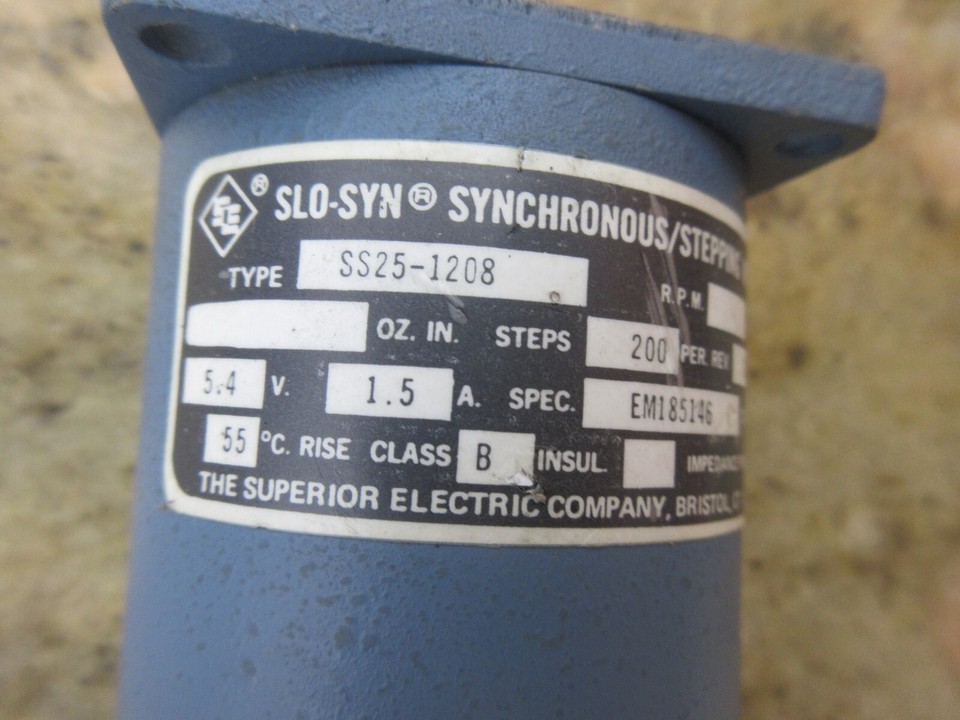 SLO-SYN ® SYNCHRONOUS/STEPPING
TYPE SS25-1208 R.P.M.
OZ. IN. STEPS 200 PER REV
5.4 V. 1.5 A. SPEC. EM185146
55 °C. RISE CLASS B INSUL.
THE SUPERIOR ELECTRIC COMPANY, BRISTOL, CT